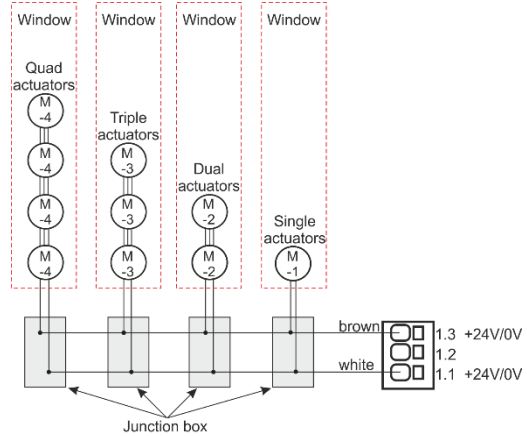 Window
Window
Window
Window
Quad
actuators
M
-4
M
-4
M
-4
M
-4
Triple
actuators
M
-3
M
-3
M
-3
Dual
actuators
M
-2
M
-2
Single
actuators
M
-1
brown
1.3 +24V/0V
1.2
white
1.1 +24V/0V
Junction box